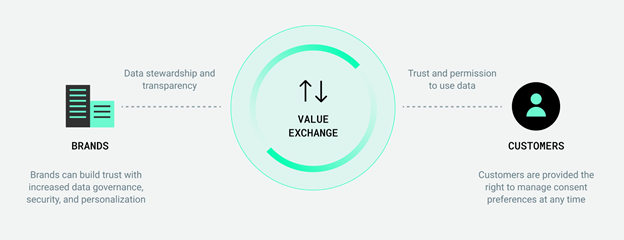 Data stewardship and
transparency
Trust and permission
to use data
VALUE
EXCHANGE
BRANDS
CUSTOMERS
Brands can build trust with
increased data governance,
security, and personalization
Customers are provided the
right to manage consent
preferences at any time